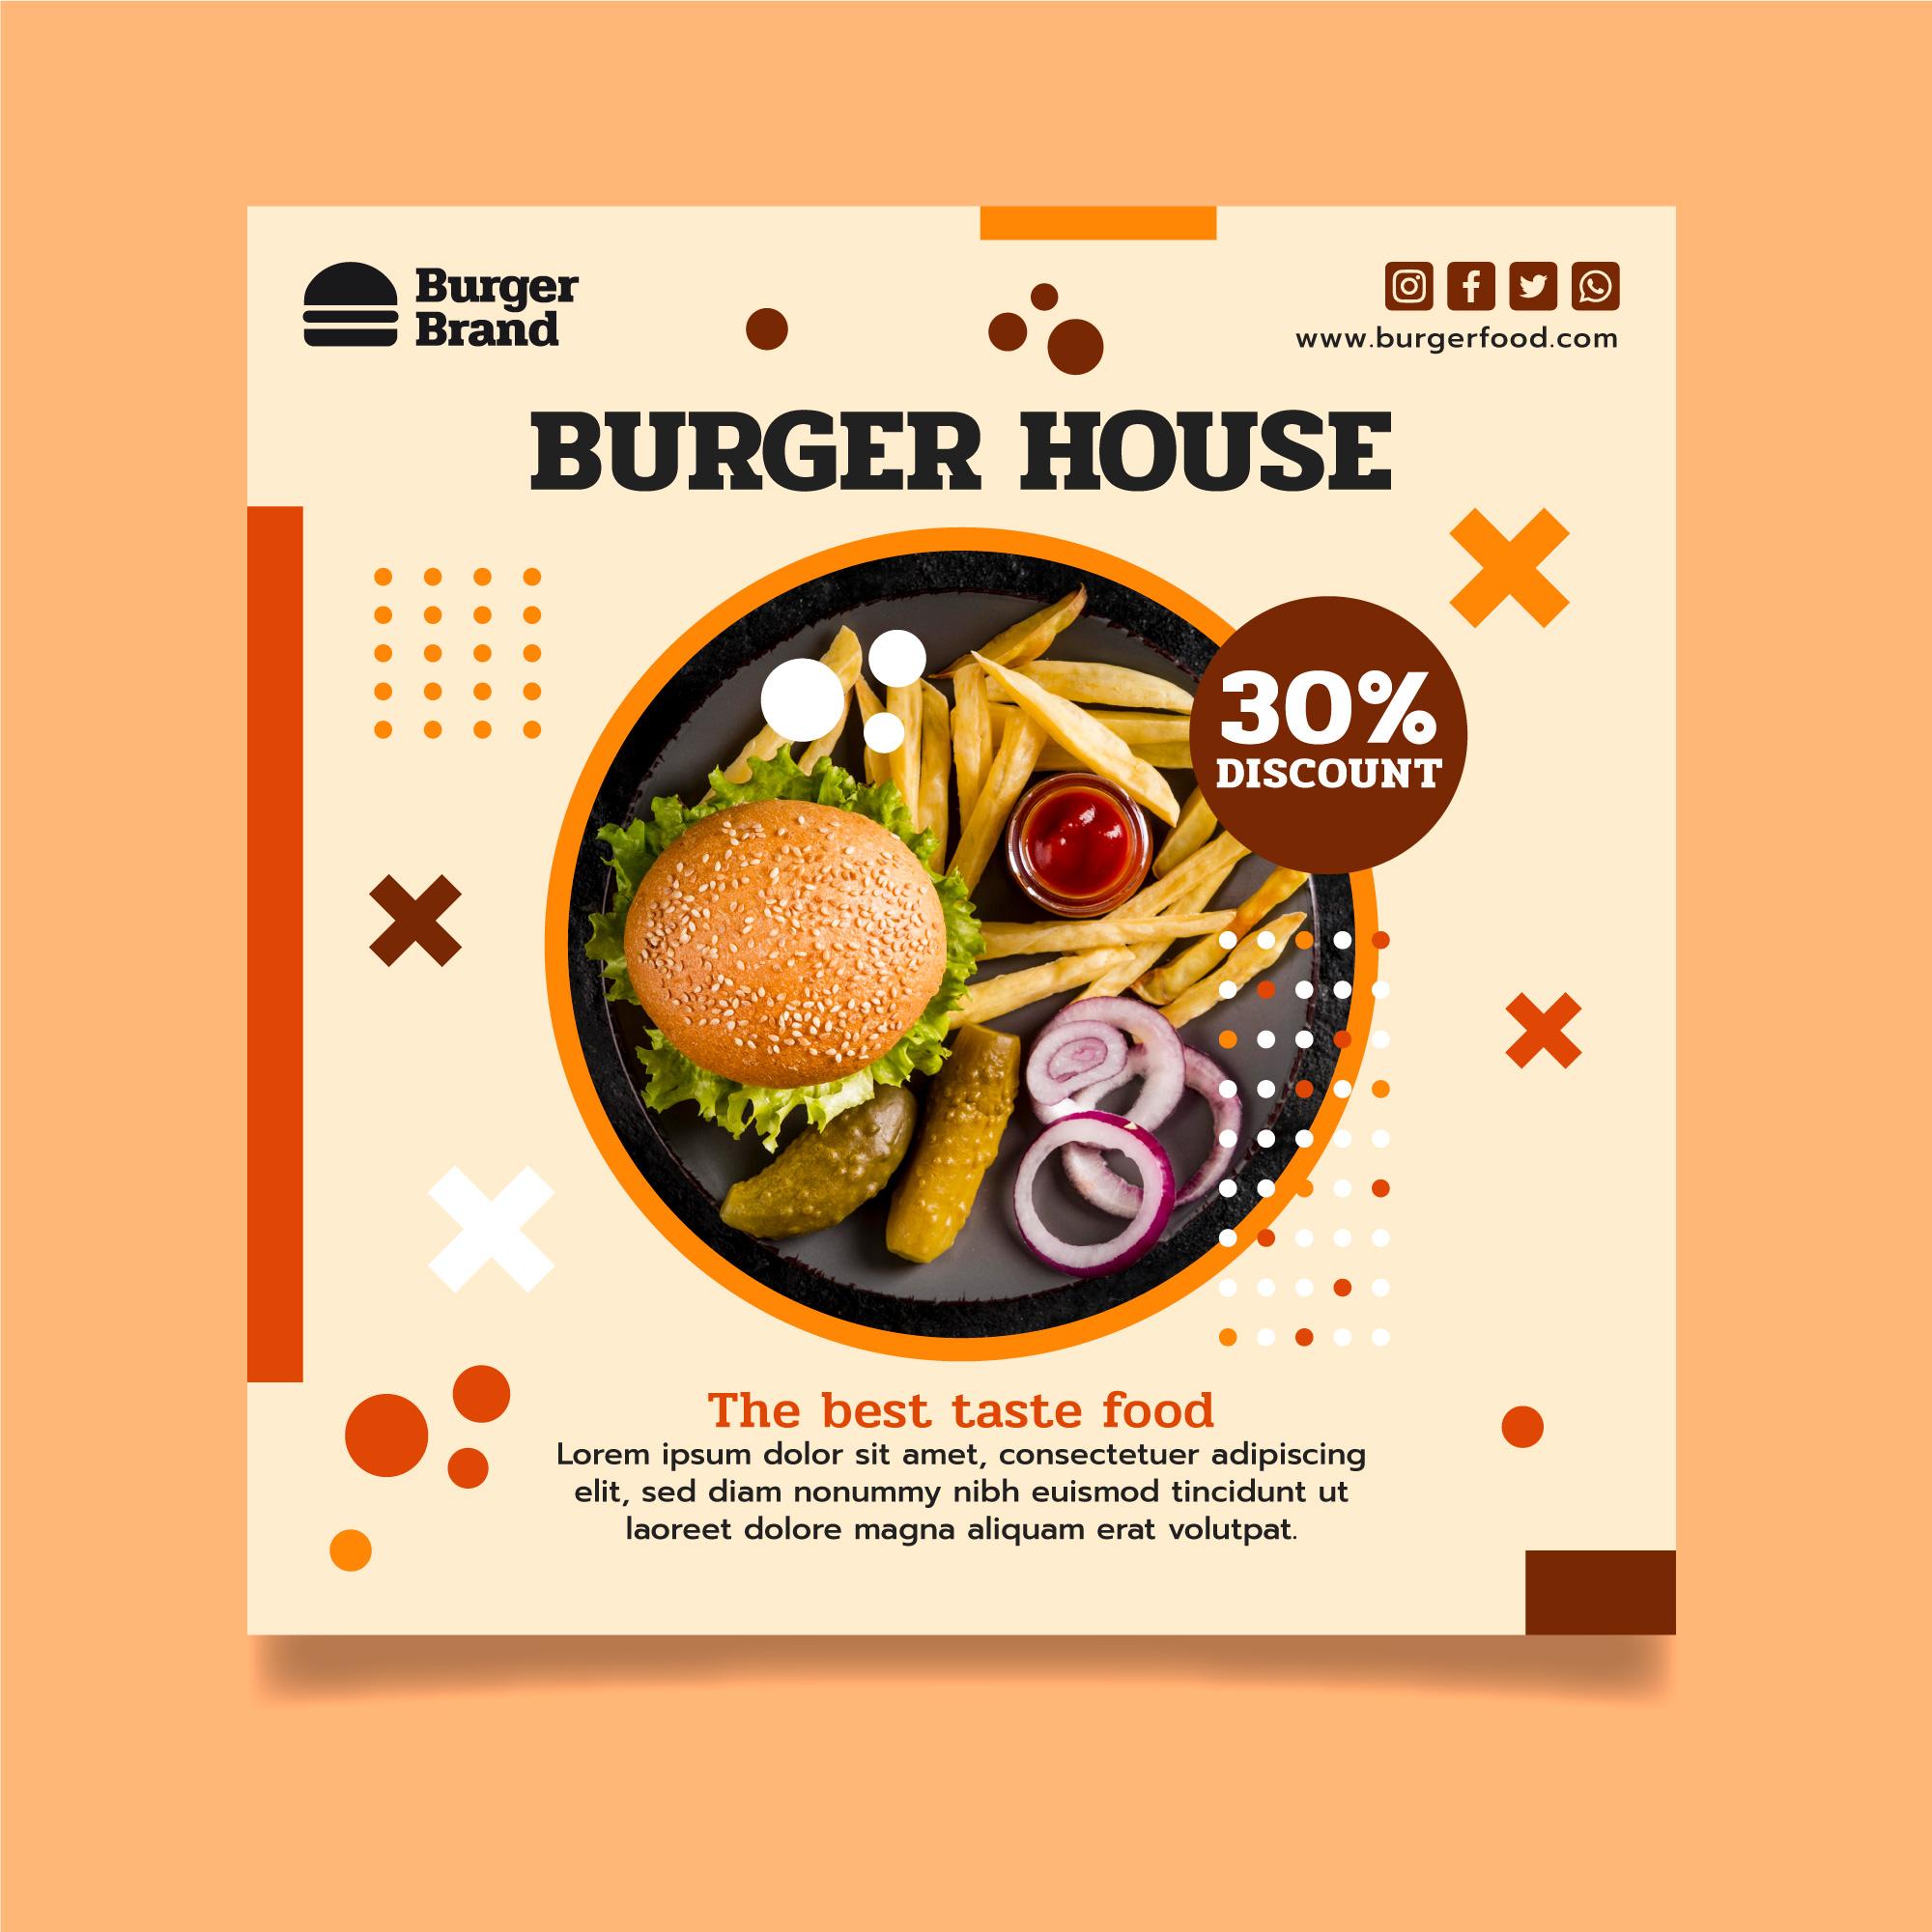 Burger
Brand
www.burgerfood.com
BURGER HOUSE
30%
DISCOUNT
The best taste food
Lorem ipsum dolor sit amet, consectetuer adipiscing
elit, sed diam nonummy nibh euismod tincidunt ut
laoreet dolore magna aliquam erat volutpat.